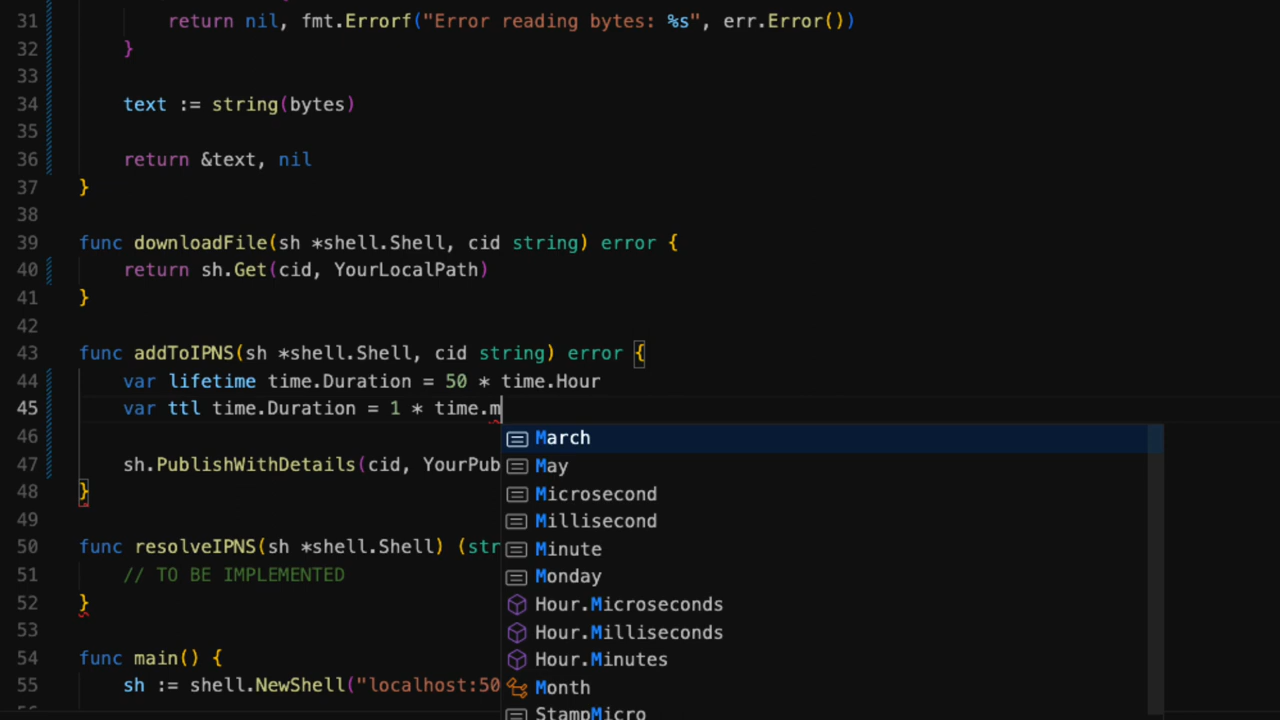 31 return nil, fmt.Errorf("Error reading bytes: %s", err.Error())
32 }
33
34 text := string(bytes)
35
36 return &text, nil
37 }
38
39 func downloadFile(sh *shell.Shell, cid string) error {
40 return sh.Get(cid, YourLocalPath)
41 }
42
43 func addToIPNS(sh *shell.Shell, cid string) error {
44 var lifetime time.Duration = 50 * time.Hour
45 var ttl time.Duration = 1 * time.m
March
46
May
47 sh.PublishWithDetails(cid, YourPub
Microsecond
48 }
Millisecond
49
Minute
50 func resolveIPNS(sh *shell.Shell) (str
Monday
51 // TO BE IMPLEMENTED
Hour.Microseconds
52 }
Hour.Milliseconds
53
Hour.Minutes
54 func main() {
Month
55 sh := shell.NewShell("localhost:50
StampMicro